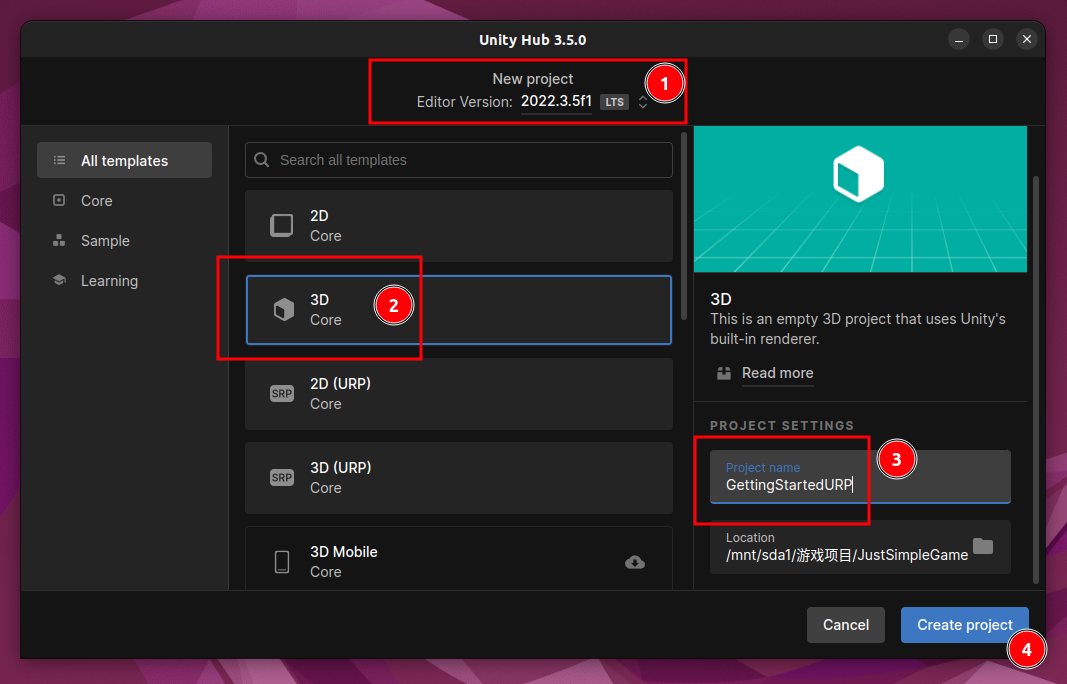 Unity Hub 3.5.0
New project
Editor Version: 2022.3.5f1 LTS
1
All templates
Core
Sample
Learning
Search all templates
2D
Core
3D
Core
2
SRP
2D (URP)
Core
SRP
3D (URP)
Core
3D Mobile
Core
3D
This is an empty 3D project that uses Unity's
built-in renderer.
Read more
PROJECT SETTINGS
Project name
GettingStartedURP
3
Location
/mnt/sda1/游戏项目/JustSimpleGame
Cancel
Create project
4